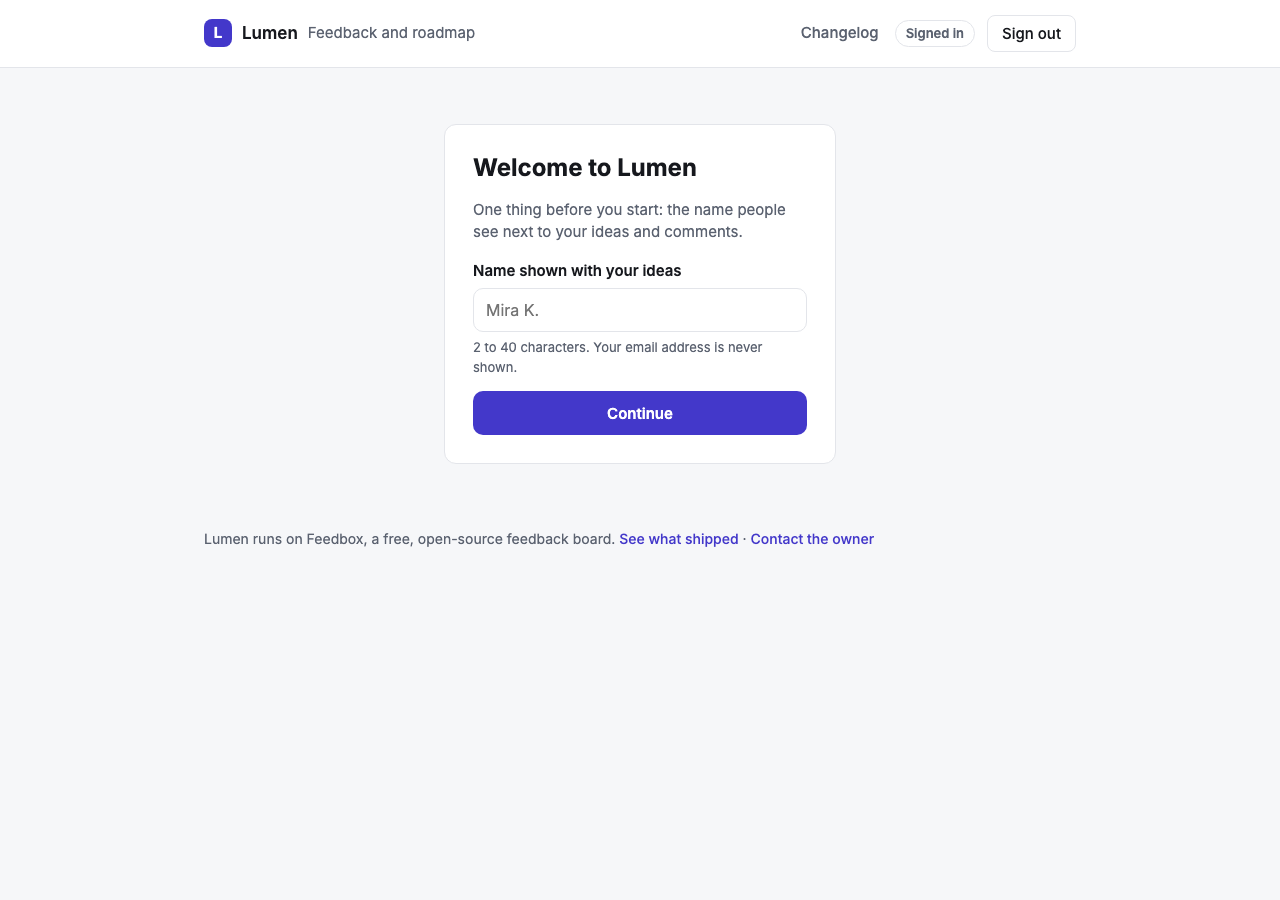 L Lumen Feedback and roadmap Changelog Signed in Sign out
Welcome to Lumen
One thing before you start: the name people
see next to your ideas and comments.
Name shown with your ideas
Mira K.
2 to 40 characters. Your email address is never
shown.
Continue
Lumen runs on Feedbox, a free, open-source feedback board. See what shipped · Contact the owner